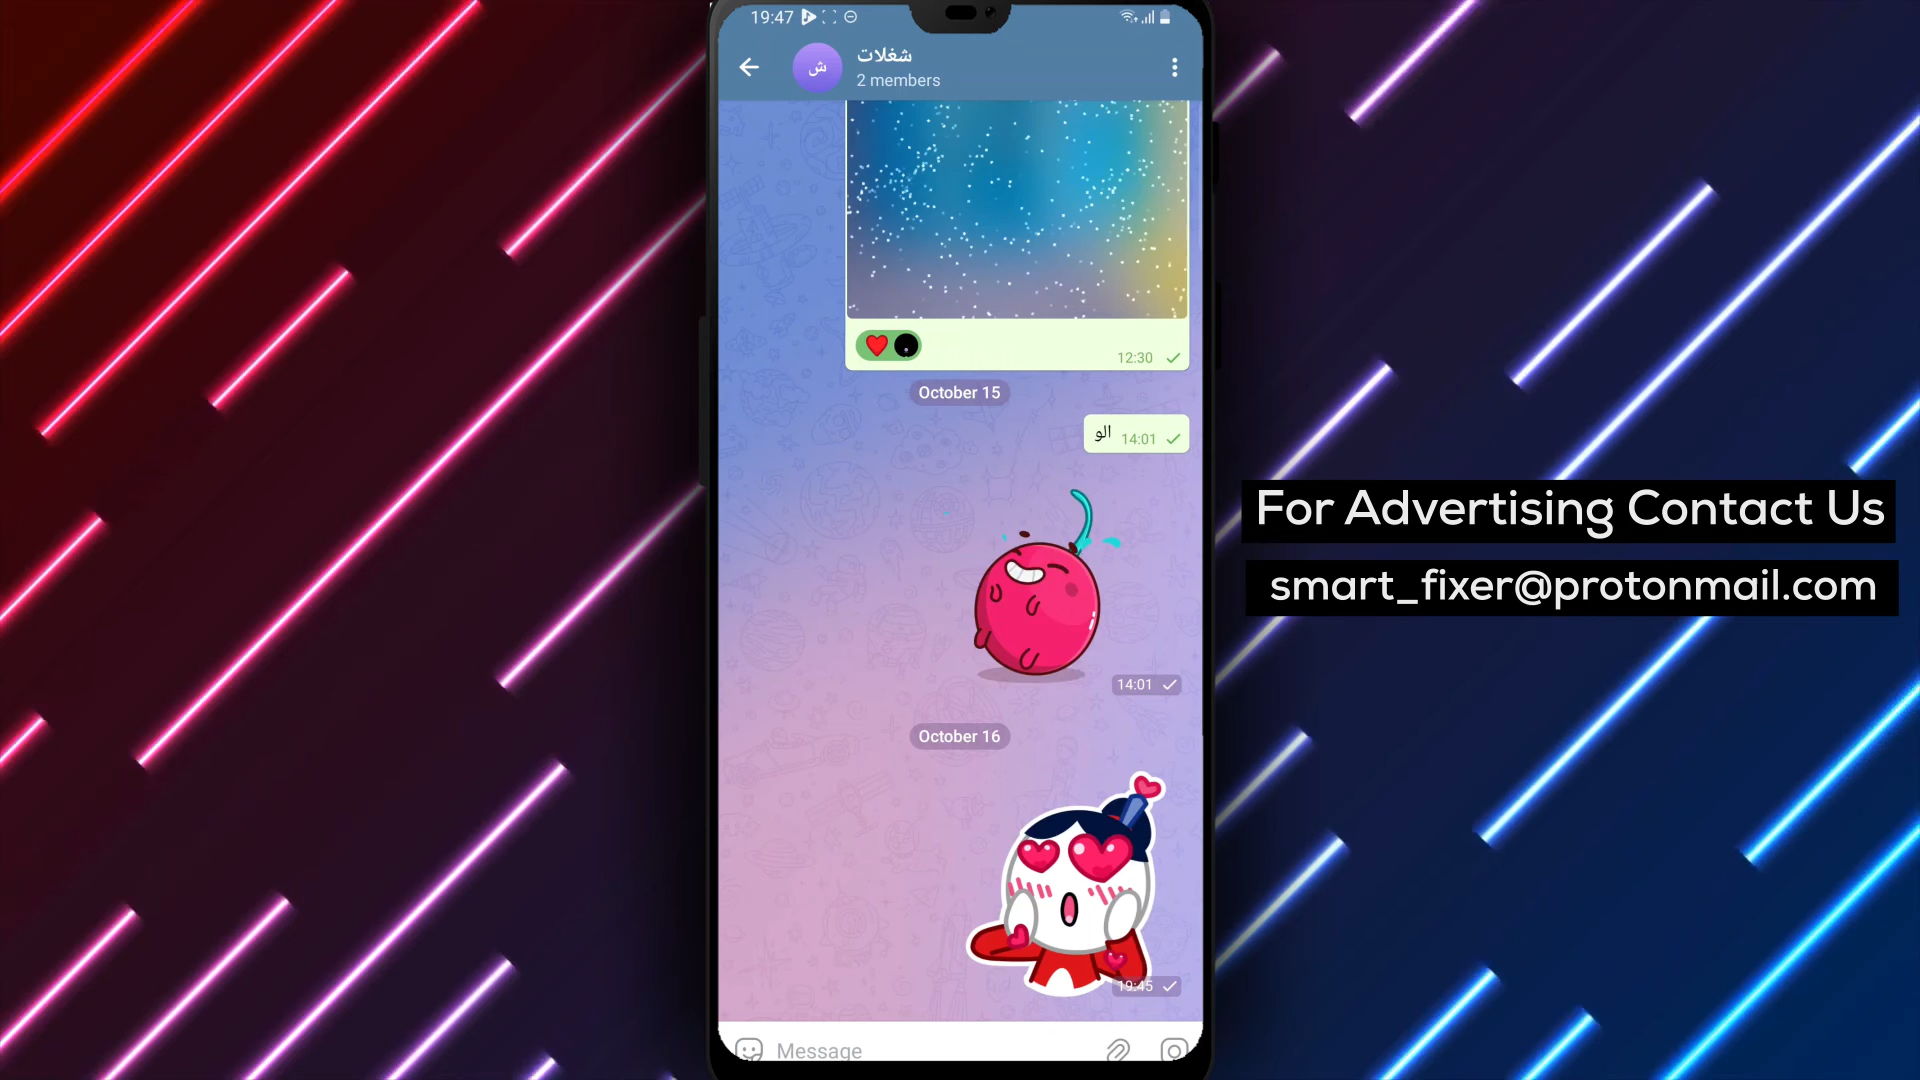 19:47
شغلات
ش
2 members
12:30
October 15
الو 14:01
14:01
October 16
19:45
Message
For Advertising Contact Us
smart_fixer@protonmail.com